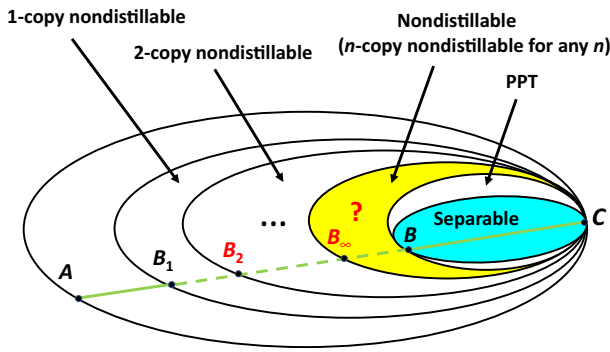 1-copy nondistillable
2-copy nondistillable
Nondistillable
(n-copy nondistillable for any n)
PPT
Separable
C
?
...
B
B∞
B2
B1
A